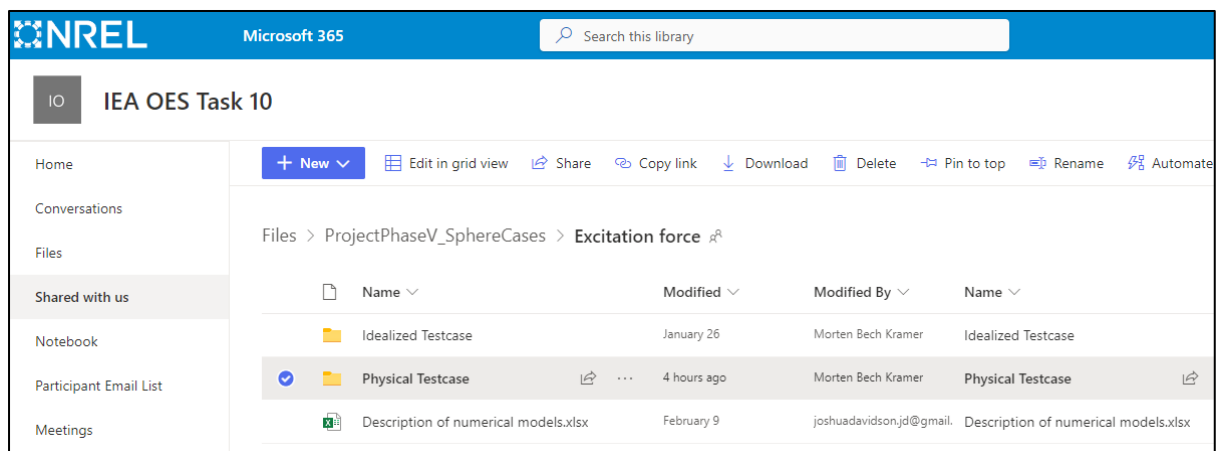 NREL Microsoft 365 Search this library
IO IEA OES Task 10
Home
Conversations
Files
Shared with us
Notebook
Participant Email List
Meetings
+ New Edit in grid view Share Copy link Download Delete Pin to top Rename Automate
Files > ProjectPhaseV_SphereCases > Excitation force
Name Modified Modified By Name
Idealized Testcase January 26 Morten Bech Kramer Idealized Testcase
Physical Testcase ... 4 hours ago Morten Bech Kramer Physical Testcase
Description of numerical models.xlsx February 9 joshuadavidson.jd@gmail. Description of numerical models.xlsx